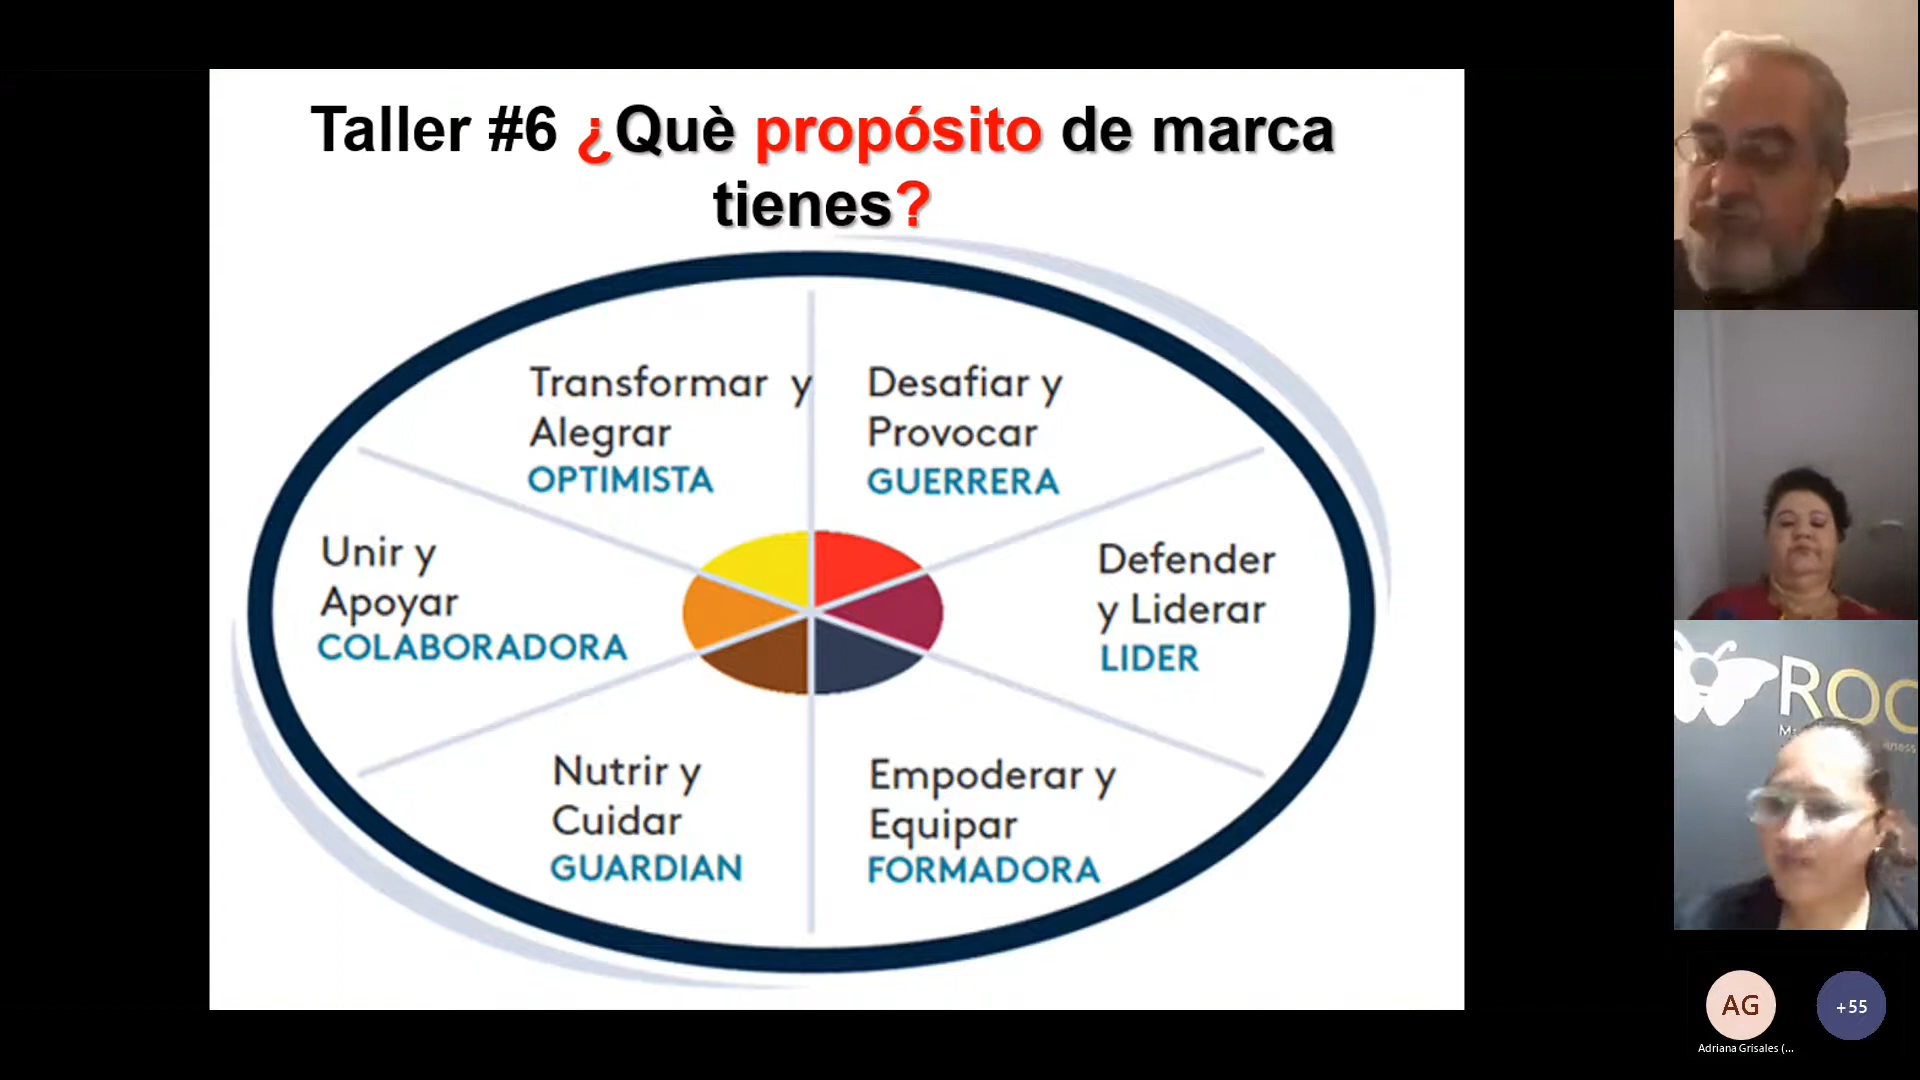 Taller #6 ¿Què propósito de marca
tienes?
Transformar y
Alegrar
OPTIMISTA
Desafiar y
Provocar
GUERRERA
Unir y
Apoyar
COLABORADORA
Defender
y Liderar
LIDER
Nutrir y
Cuidar
GUARDIAN
Empoderar y
Equipar
FORMADORA
ROC
AG
+55
Adriana Grisales (...